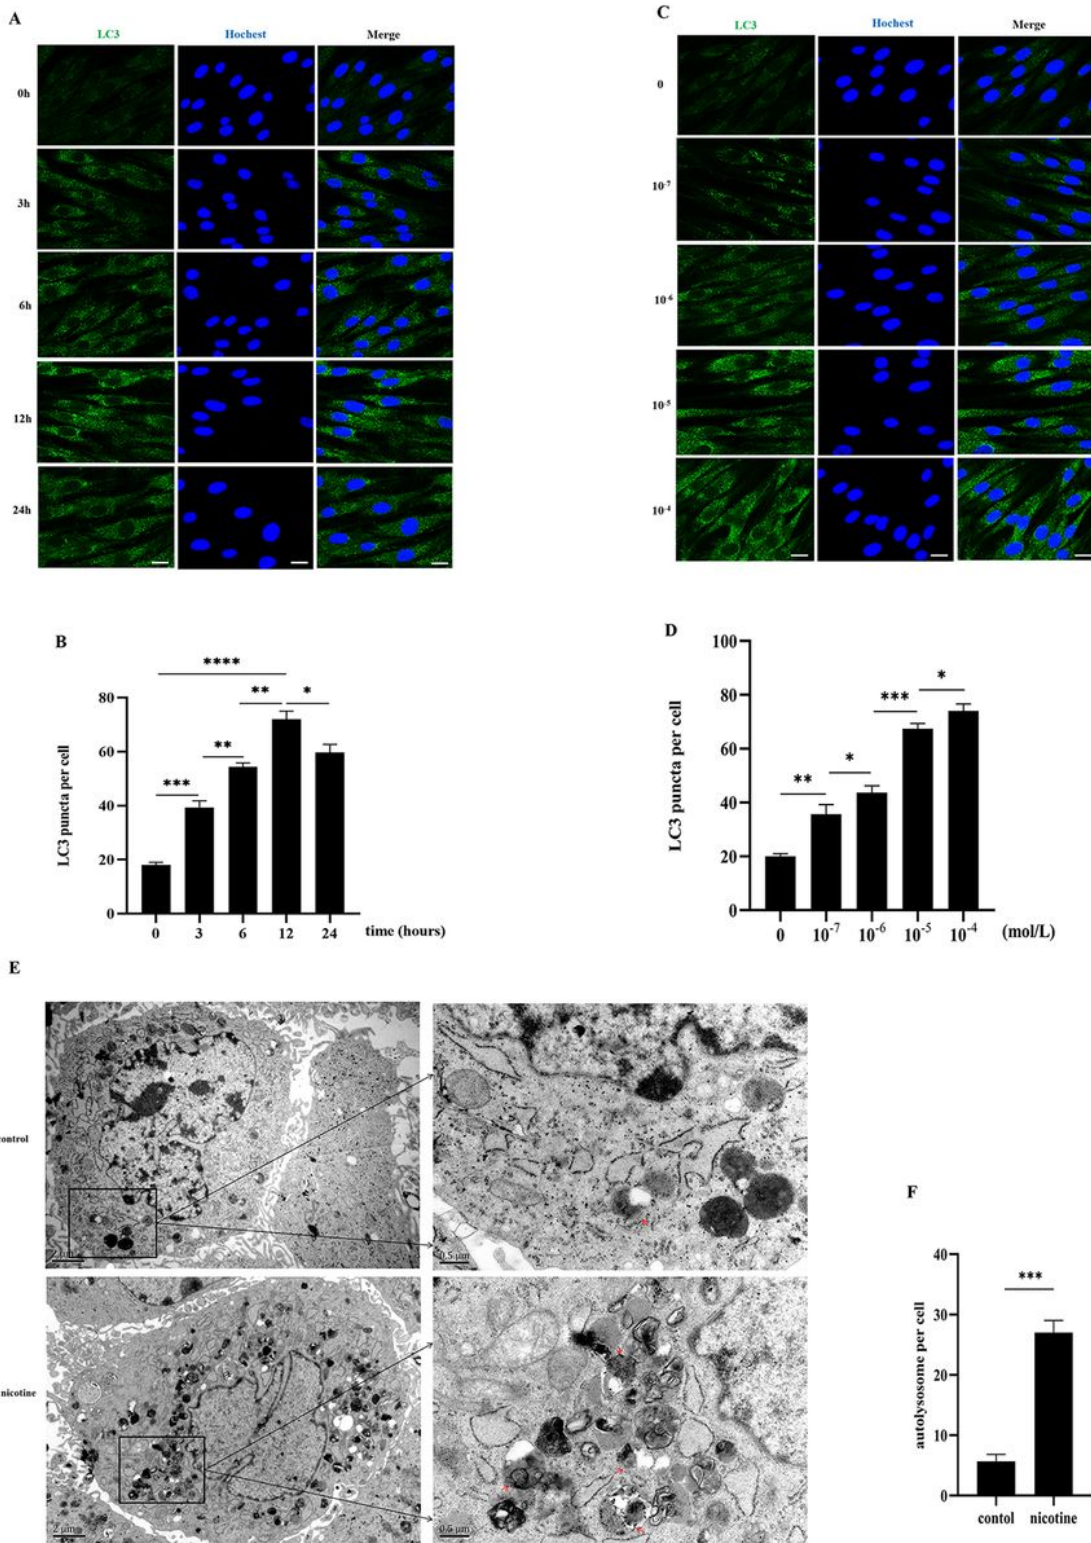 A
LC3 Hochest Merge
0h
3h
6h
12h
24h
C
LC3 Hochest Merge
0
10⁻⁷
10⁻⁶
10⁻⁵
10⁻⁴
B
LC3 puncta per cell
80
60
40
20
0
**** 
** *
**
***
0 3 6 12 24 time (hours)
D
LC3 puncta per cell
100
80
60
40
20
0
*
***
*
**
0 10⁻⁷ 10⁻⁶ 10⁻⁵ 10⁻⁴ (mol/L)
E
control
2 μm
0.5 μm
nicotine
2 μm
0.5 μm
F
autolysosome per cell
40
30
20
10
0
***
contol nicotine